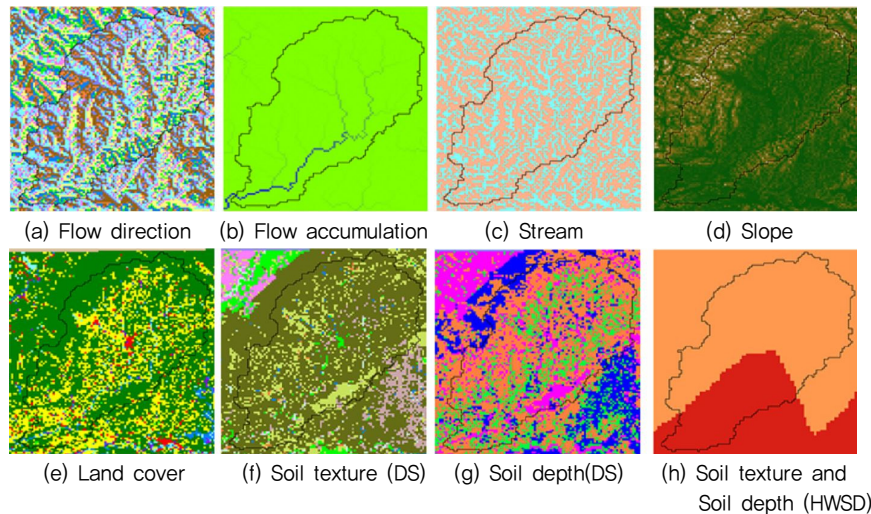 (a) Flow direction
(b) Flow accumulation
(c) Stream
(d) Slope
(e) Land cover
(f) Soil texture (DS)
(g) Soil depth(DS)
(h) Soil texture and
Soil depth (HWSD)